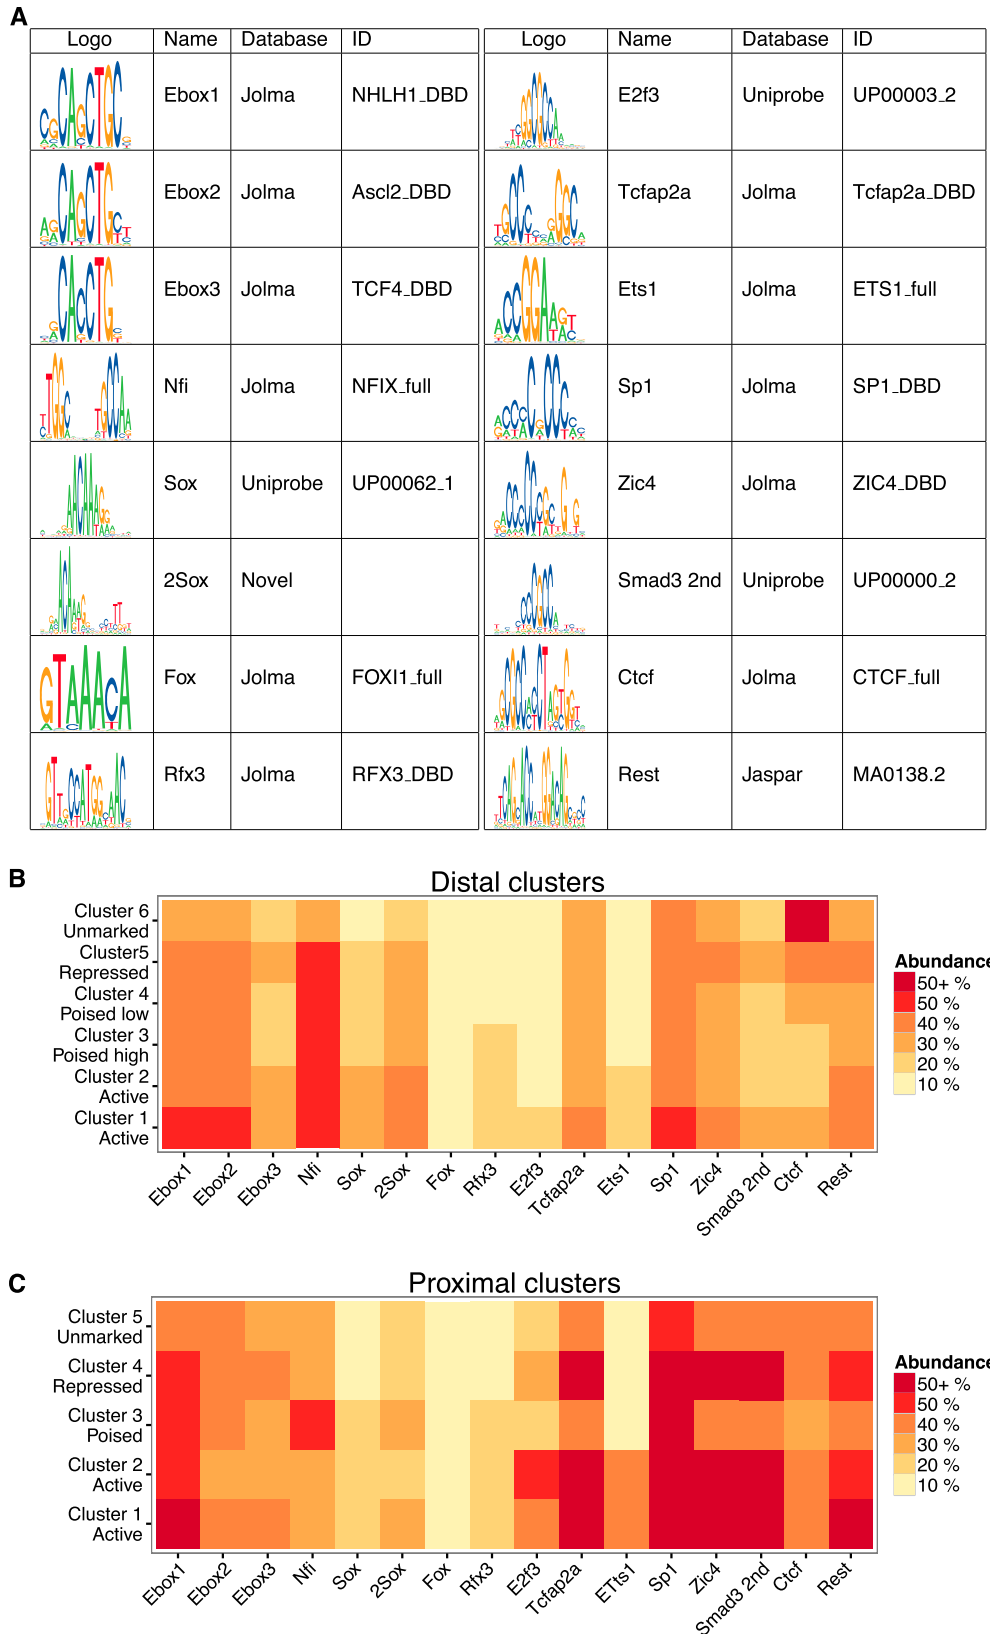 A
Logo Name Database ID Logo Name Database ID
Ebox1 Jolma NHLH1_DBD E2f3 Uniprobe UP00003_2
Ebox2 Jolma Ascl2_DBD Tcfap2a Jolma Tcfap2a_DBD
Ebox3 Jolma TCF4_DBD Ets1 Jolma ETS1_full
Nfi Jolma NFIX_full Sp1 Jolma SP1_DBD
Sox Uniprobe UP00062_1 Zic4 Jolma ZIC4_DBD
2Sox Novel Smad3 2nd Uniprobe UP00000_2
Fox Jolma FOXI1_full Ctcf Jolma CTCF_full
Rfx3 Jolma RFX3_DBD Rest Jaspar MA0138.2
B
Distal clusters
Cluster 6
Unmarked
Cluster5
Repressed
Cluster 4
Poised low
Cluster 3
Poised high
Cluster 2
Active
Cluster 1
Active
Ebox1 Ebox2 Ebox3 Nfi Sox 2Sox Fox Rfx3 E2f3 Tcfap2a Ets1 Sp1 Zic4 Smad3 2nd Ctcf Rest
Abundance
50+ %
50 %
40 %
30 %
20 %
10 %
C
Proximal clusters
Cluster 5
Unmarked
Cluster 4
Repressed
Cluster 3
Poised
Cluster 2
Active
Cluster 1
Active
Ebox1 Ebox2 Ebox3 Nfi Sox 2Sox Fox Rfx3 E2f3 Tcfap2a ETts1 Sp1 Zic4 Smad3 2nd Ctcf Rest
Abundance
50+ %
50 %
40 %
30 %
20 %
10 %